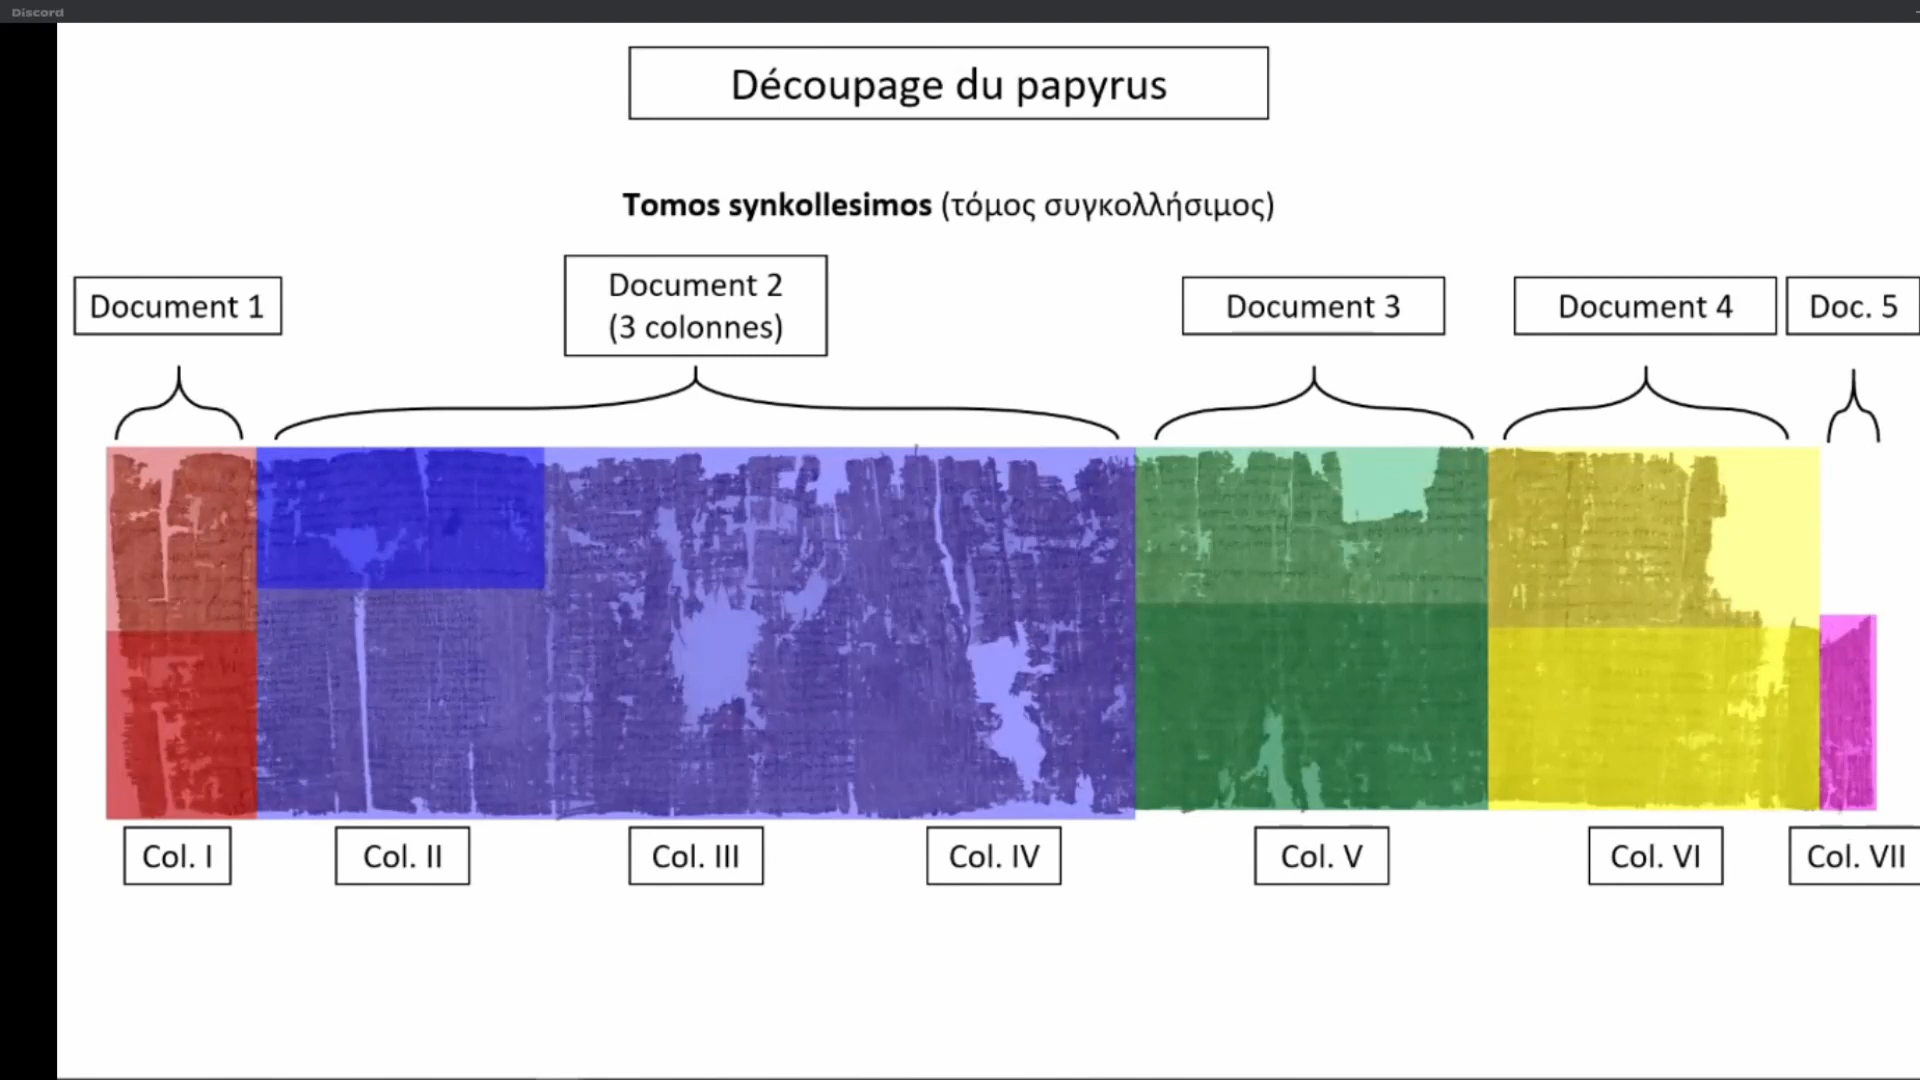 Discord
Découpage du papyrus
Tomos synkollesimos (τόμος συγκολλήσιμος)
Document 1
Document 2
(3 colonnes)
Document 3
Document 4
Doc. 5
Col. I
Col. II
Col. III
Col. IV
Col. V
Col. VI
Col. VII